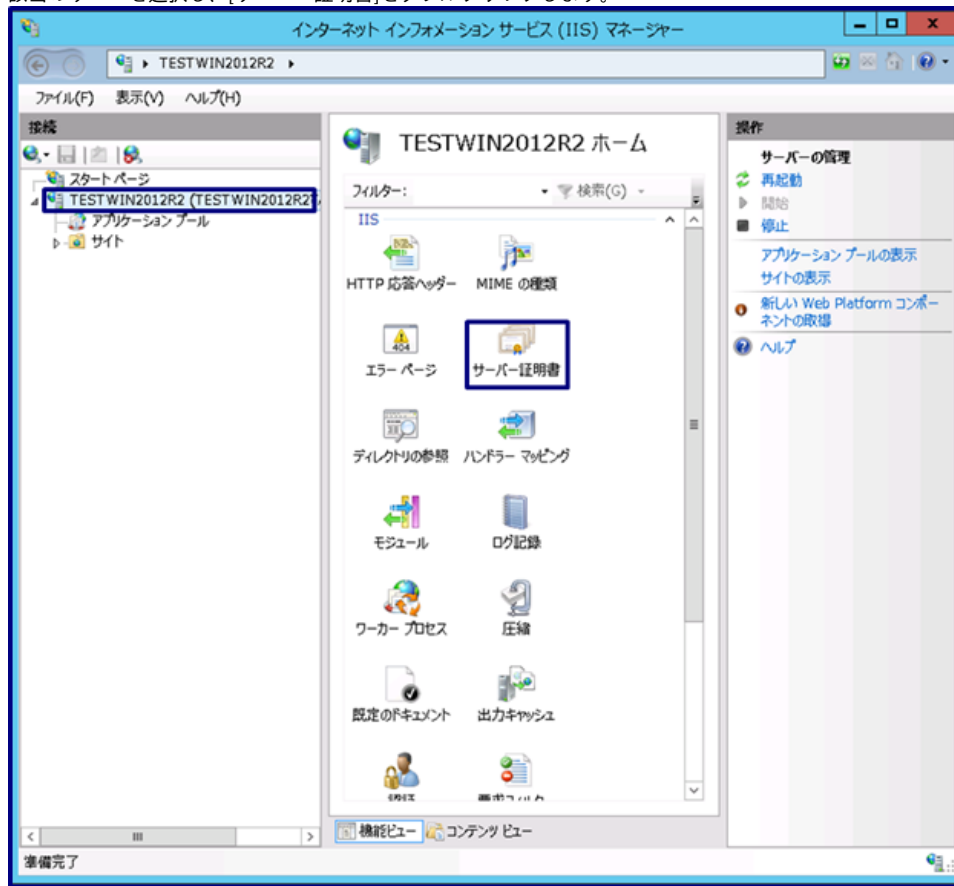 インターネット インフォメーション サービス (IIS) マネージャー
TESTWIN2012R2
ファイル(F) 表示(V) ヘルプ(H)
接続
スタート ページ
TESTWIN2012R2 (TESTWIN2012R2
アプリケーション プール
サイト
TESTWIN2012R2 ホーム
フィルター: 検索(G)
IIS
HTTP 応答ヘッダー MIME の種類
404
エラー ページ サーバー証明書
ディレクトリの参照 ハンドラー マッピング
モジュール ログ記録
ワーカー プロセス 圧縮
既定のドキュメント 出力キャッシュ
機能ビュー コンテンツ ビュー
操作
サーバーの管理
再起動
開始
停止
アプリケーション プールの表示
サイトの表示
新しい Web Platform コンポー
ネントの取得
ヘルプ
準備完了